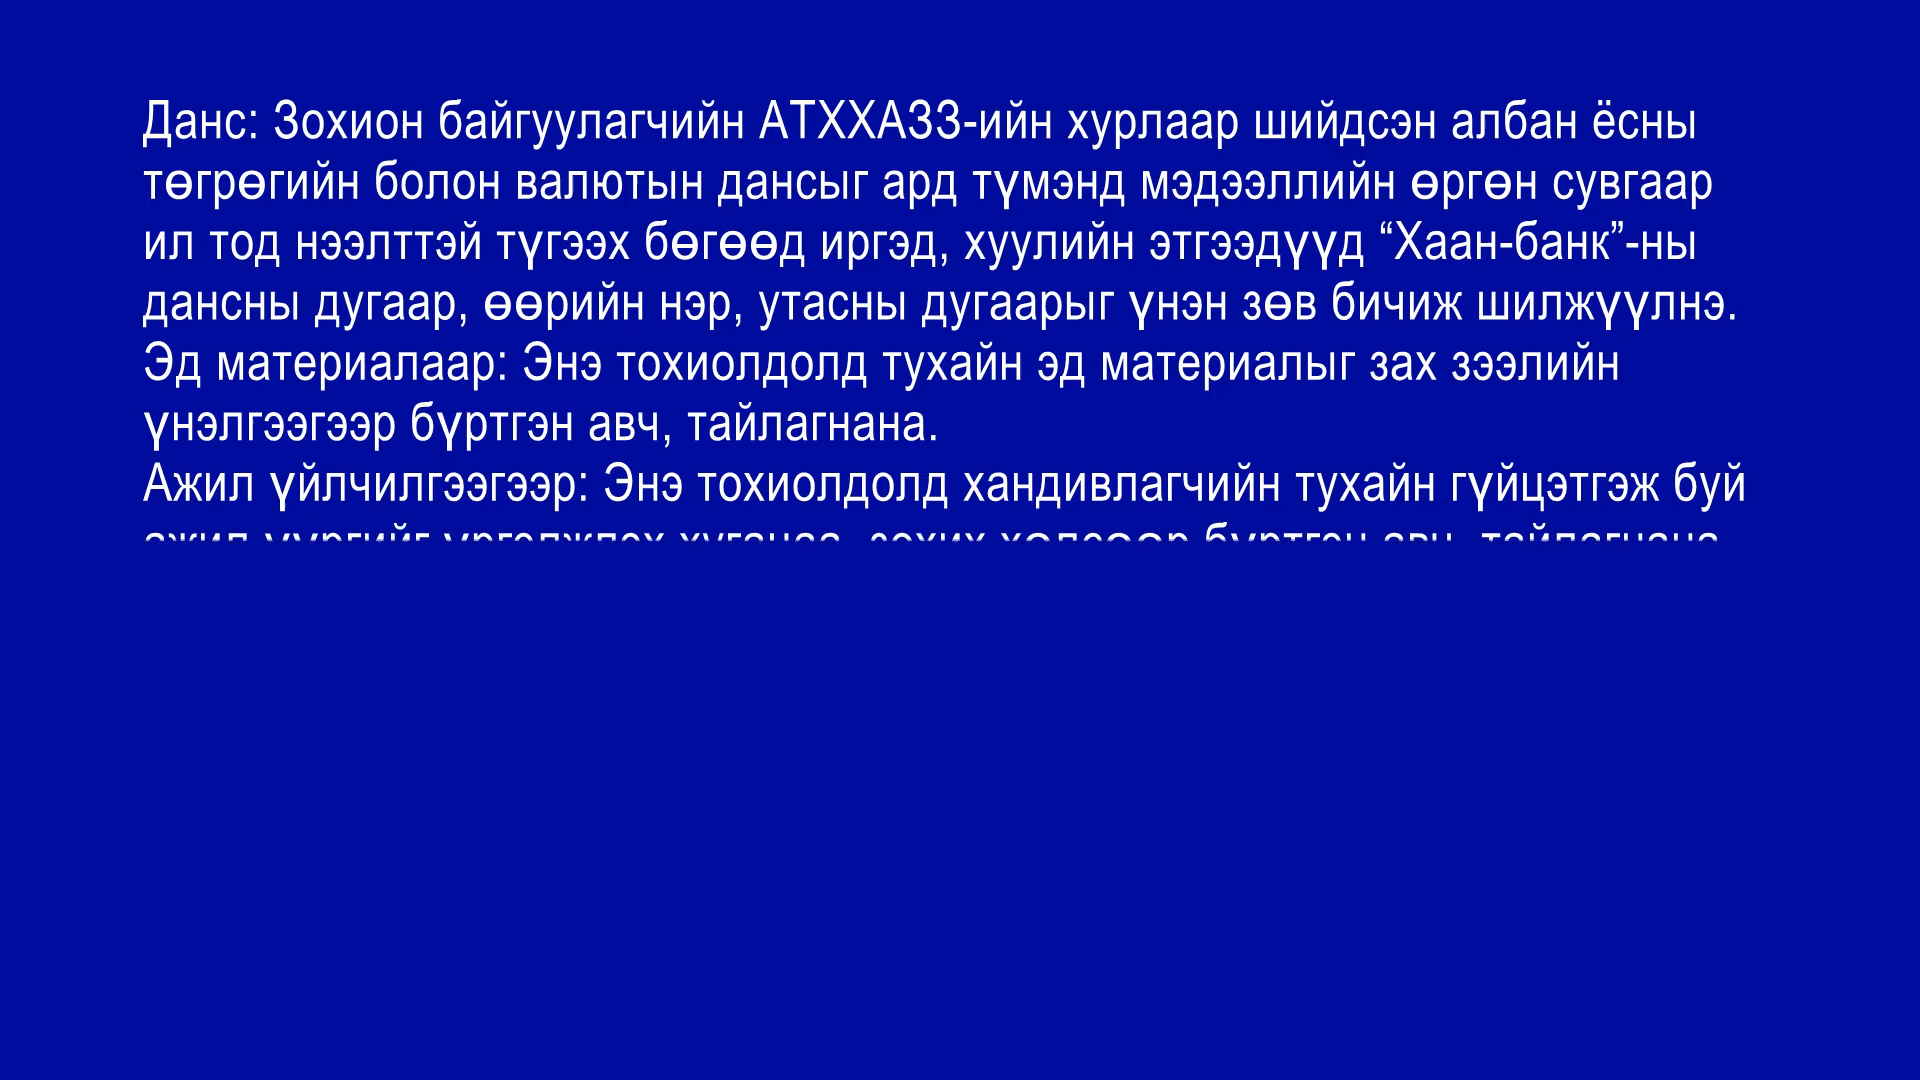 Данс: Зохион байгуулагчийн АТХХАЗЗ-ийн хурлаар шийдсэн албан ёсны
төгрөгийн болон валютын дансыг ард түмэнд мэдээллийн өргөн сувгаар
ил тод нээлттэй түгээх бөгөөд иргэд, хуулийн этгээдүүд “Хаан-банк”-ны
дансны дугаар, өөрийн нэр, утасны дугаарыг үнэн зөв бичиж шилжүүлнэ.
Эд материалаар: Энэ тохиолдолд тухайн эд материалыг зах зээлийн
үнэлгээгээр бүртгэн авч, тайлагнана.
Ажил үйлчилгээгээр: Энэ тохиолдолд хандивлагчийн тухайн гүйцэтгэж буй